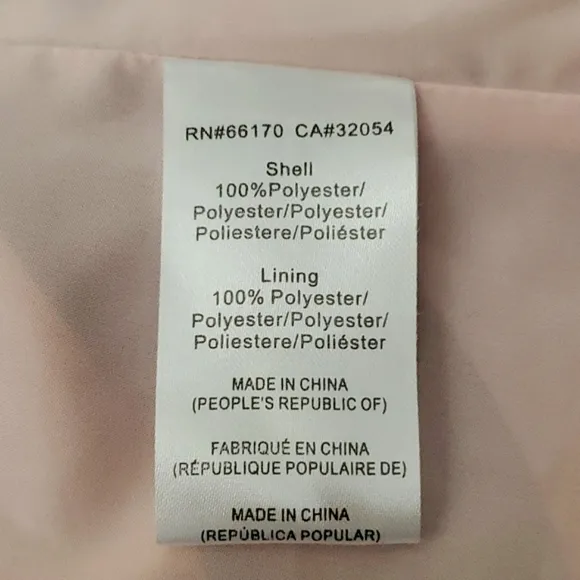 RN#66170 CA#32054
Shell
100%Polyester/
Polyester/Polyester/
Poliestere/Poliéster
Lining
100% Polyester/
Polyester/Polyester/
Poliestere/Poliéster
MADE IN CHINA
(PEOPLE'S REPUBLIC OF)
FABRIQUÉ EN CHINA
(RÉPUBLIQUE POPULAIRE DE)
MADE IN CHINA
(REPÚBLICA POPULAR)